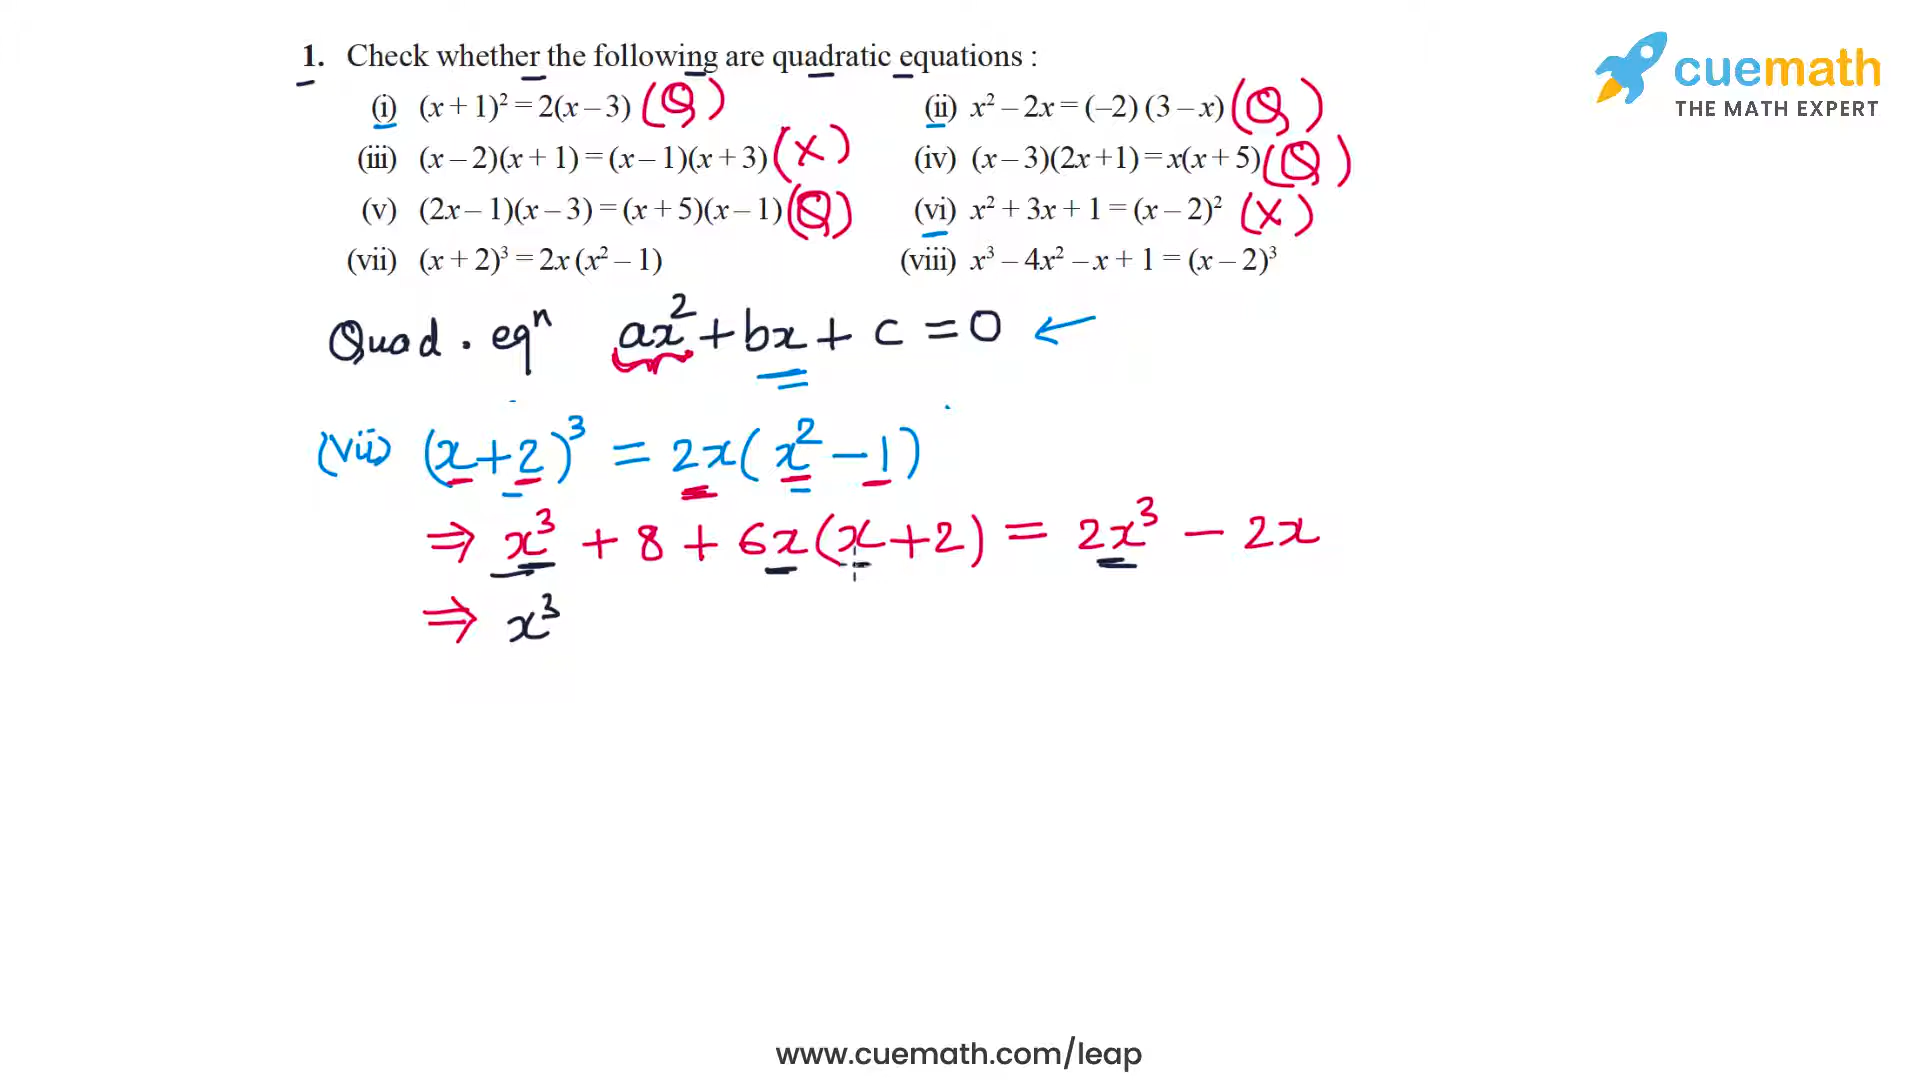 1. Check whether the following are quadratic equations :
(i) (x + 1)² = 2(x – 3) (Q) (ii) x² – 2x = (–2) (3 – x) (Q)
(iii) (x – 2)(x + 1) = (x – 1)(x + 3) (X) (iv) (x – 3)(2x +1) = x(x + 5) (Q)
(v) (2x – 1)(x – 3) = (x + 5)(x – 1) (Q) (vi) x² + 3x + 1 = (x – 2)² (X)
(vii) (x + 2)³ = 2x (x² – 1) (viii) x³ – 4x² – x + 1 = (x – 2)³
cuemath
THE MATH EXPERT
Quad. eqⁿ ax² + bx + c = 0 ←
(vii) (x+2)³ = 2x(x² – 1)
⇒ x³ + 8 + 6x(x+2) = 2x³ – 2x
⇒ x³
www.cuemath.com/leap